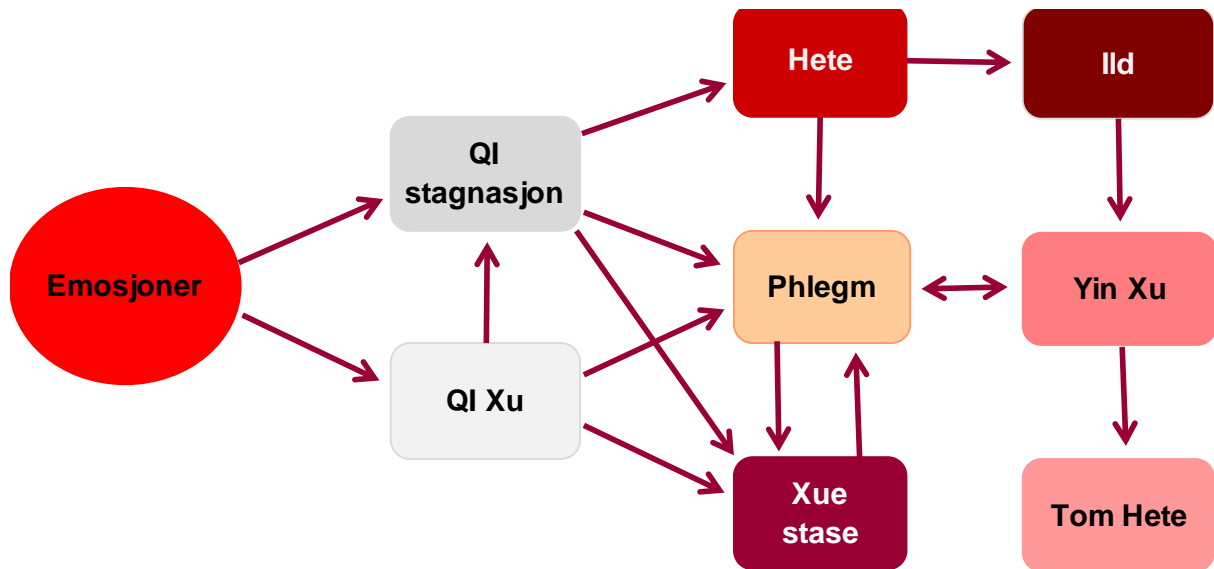 Hete
Ild
QI
stagnasjon
Emosjoner
Phlegm
Yin Xu
QI Xu
Xue
stase
Tom Hete